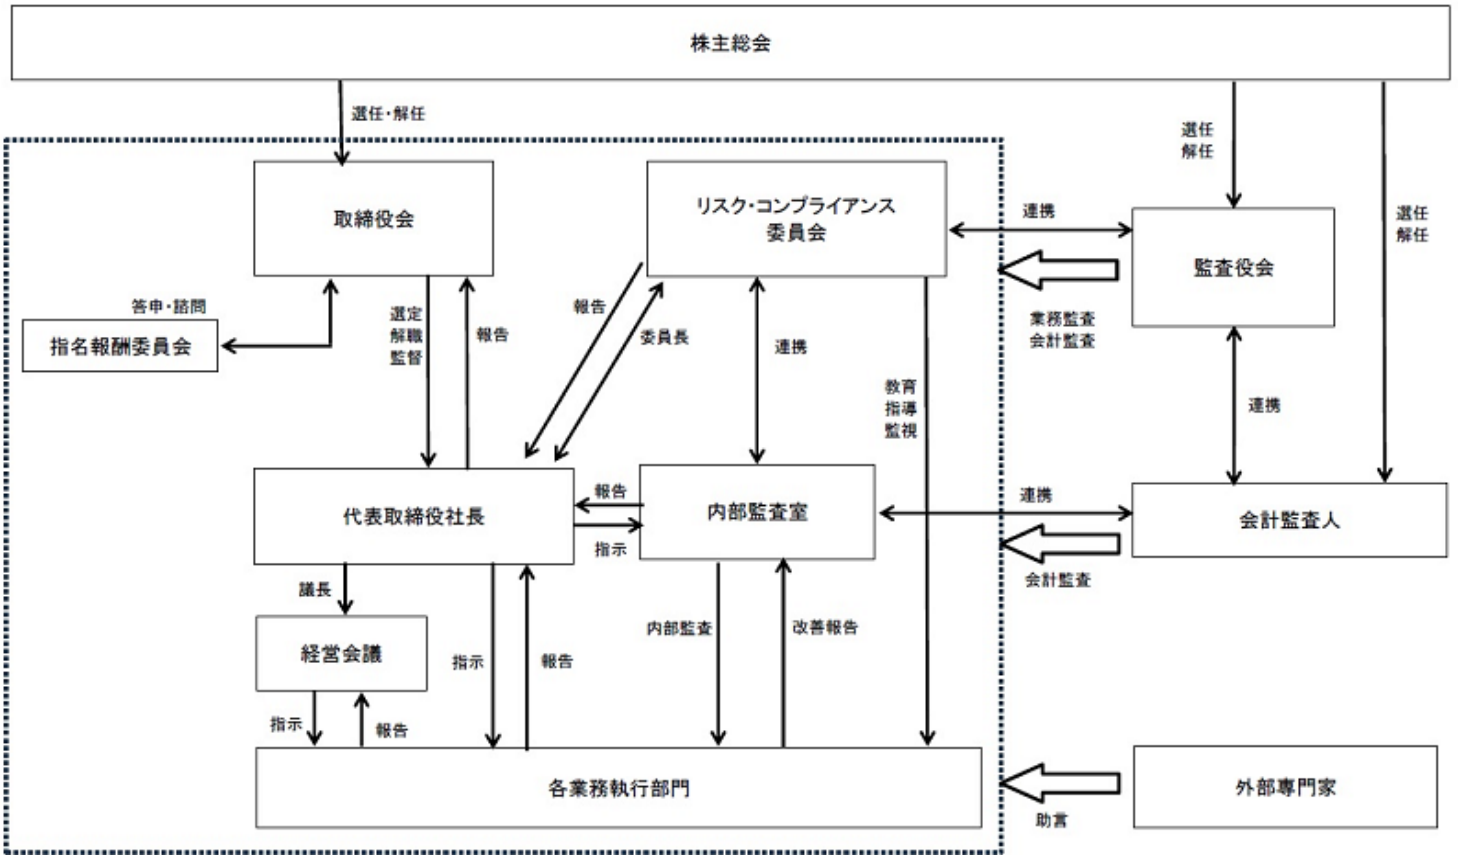 株主総会
選任・解任
選任
解任
選任
解任
取締役会
リスク・コンプライアンス
委員会
連携
監査役会
業務監査
会計監査
答申・諮問
指名報酬委員会
選定
解職
監督
報告
報告
委員長
連携
教育
指導
監視
連携
代表取締役社長
報告
指示
内部監査室
連携
会計監査人
会計監査
議長
経営会議
指示
報告
内部監査
改善報告
指示
報告
各業務執行部門
助言
外部専門家